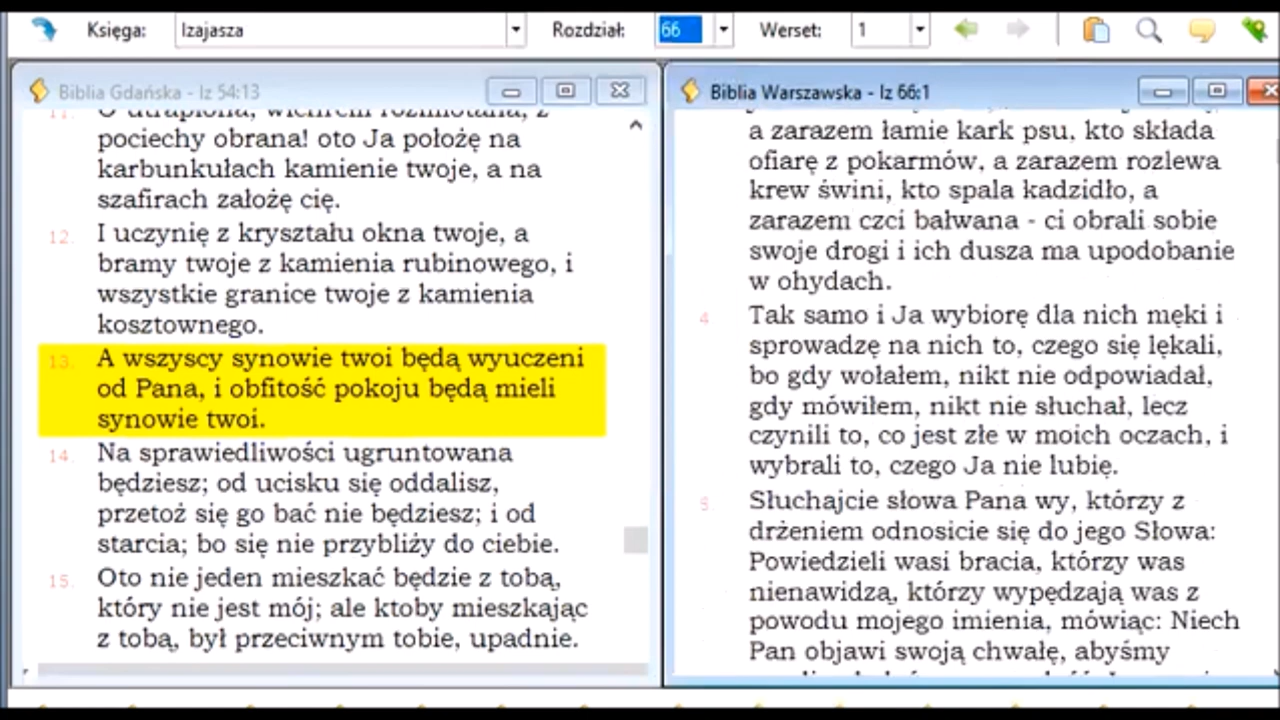 Księga: Izajasza Rozdział: 66 Werset: 1
Biblia Gdańska - Iz 54:13
11. O utrapiona, wichrem rozmiotana, z
pociechy obrana! oto Ja położę na
karbunkułach kamienie twoje, a na
szafirach założę cię.
12. I uczynię z kryształu okna twoje, a
bramy twoje z kamienia rubinowego, i
wszystkie granice twoje z kamienia
kosztownego.
13. A wszyscy synowie twoi będą wyuczeni
od Pana, i obfitość pokoju będą mieli
synowie twoi.
14. Na sprawiedliwości ugruntowana
będziesz; od ucisku się oddalisz,
przetoż się go bać nie będziesz; i od
starcia; bo się nie przybliży do ciebie.
15. Oto nie jeden mieszkać będzie z tobą,
który nie jest mój; ale ktoby mieszkając
z tobą, był przeciwnym tobie, upadnie.
Biblia Warszawska - Iz 66:1
a zarazem łamie kark psu, kto składa
ofiarę z pokarmów, a zarazem rozlewa
krew świni, kto spala kadzidło, a
zarazem czci bałwana - ci obrali sobie
swoje drogi i ich dusza ma upodobanie
w ohydach.
4. Tak samo i Ja wybiorę dla nich męki i
sprowadzę na nich to, czego się lękali,
bo gdy wołałem, nikt nie odpowiadał,
gdy mówiłem, nikt nie słuchał, lecz
czynili to, co jest złe w moich oczach, i
wybrali to, czego Ja nie lubię.
5. Słuchajcie słowa Pana wy, którzy z
drżeniem odnosicie się do jego Słowa:
Powiedzieli wasi bracia, którzy was
nienawidzą, którzy wypędzają was z
powodu mojego imienia, mówiąc: Niech
Pan objawi swoją chwałę, abyśmy